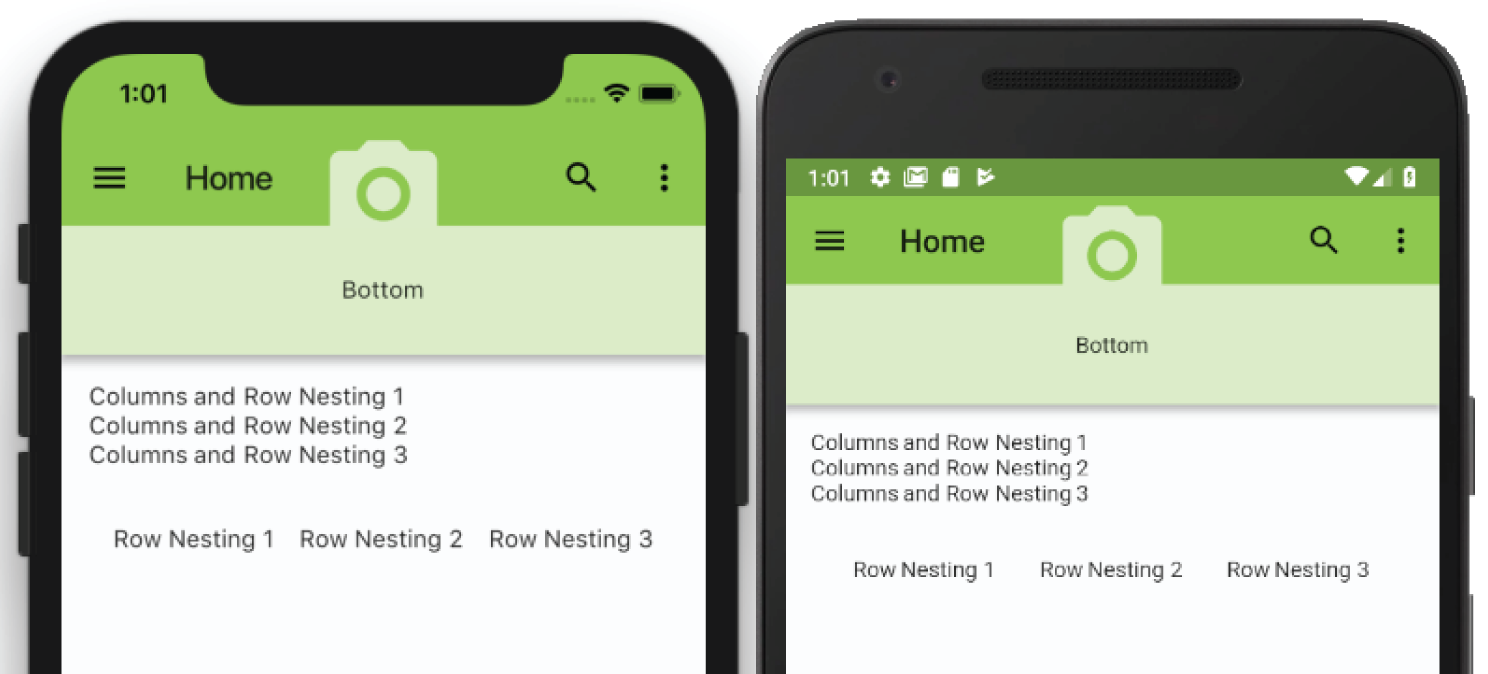 1:01
Home
Bottom
Columns and Row Nesting 1
Columns and Row Nesting 2
Columns and Row Nesting 3
Row Nesting 1 Row Nesting 2 Row Nesting 3
1:01
Home
Bottom
Columns and Row Nesting 1
Columns and Row Nesting 2
Columns and Row Nesting 3
Row Nesting 1 Row Nesting 2 Row Nesting 3